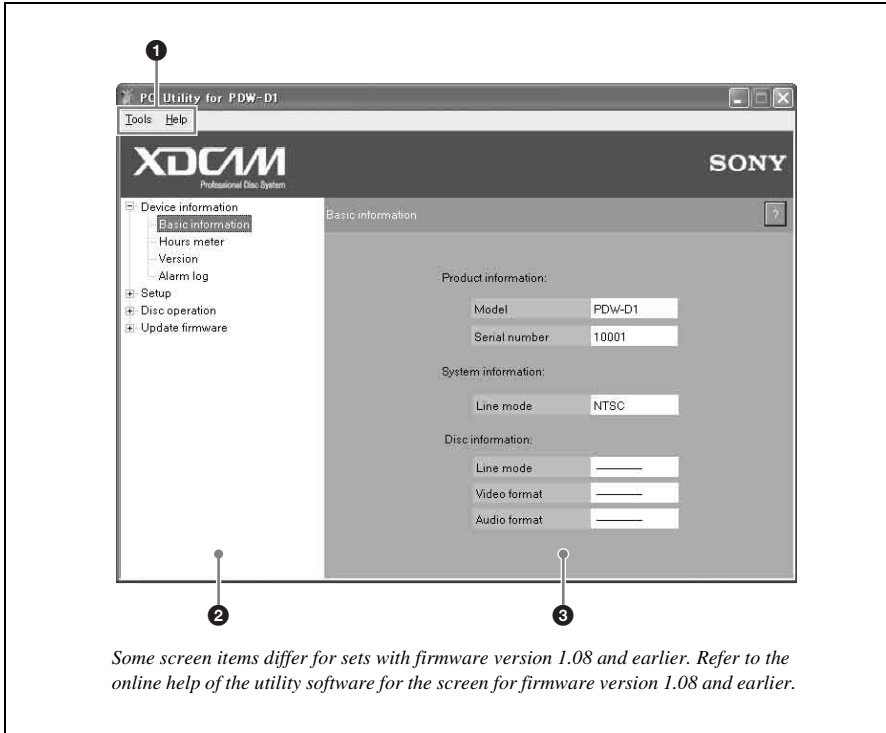 1
PC Utility for PDW-D1
Tools Help
XDCAM
Professional Disc System
SONY
Device information
Basic information
Hours meter
Version
Alarm log
Setup
Disc operation
Update firmware
Basic information
?
Product information:
Model PDW-D1
Serial number 10001
System information:
Line mode NTSC
Disc information:
Line mode ———
Video format ———
Audio format ———
2
3
Some screen items differ for sets with firmware version 1.08 and earlier. Refer to the
online help of the utility software for the screen for firmware version 1.08 and earlier.